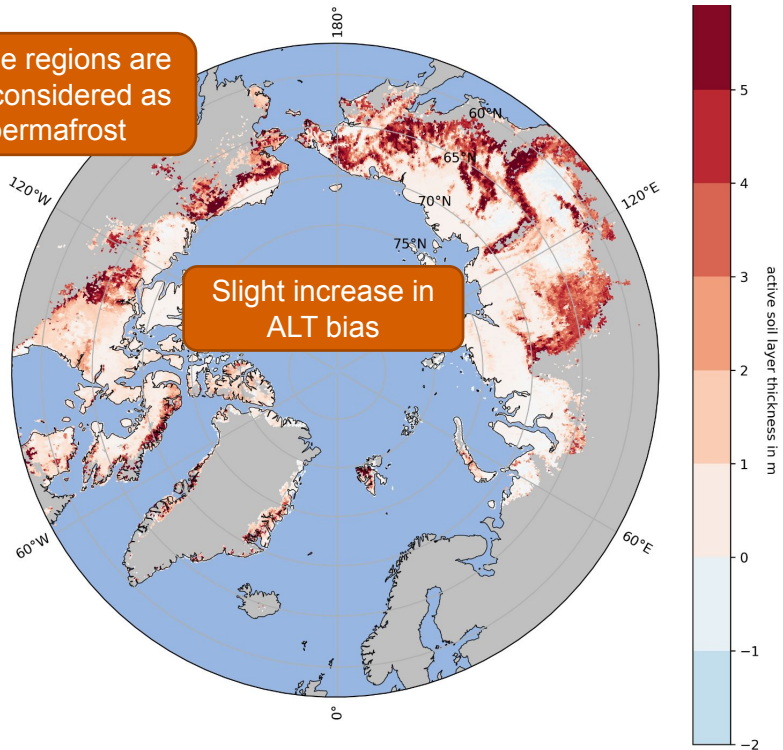 regions are
considered as
Slight increase in
ALT bias
180°
120°W
60°W
0°
60°E
120°E
60°N
65°N
70°N
75°N
5
4
3
2
1
0
−1
−2
active soil layer thickness in m